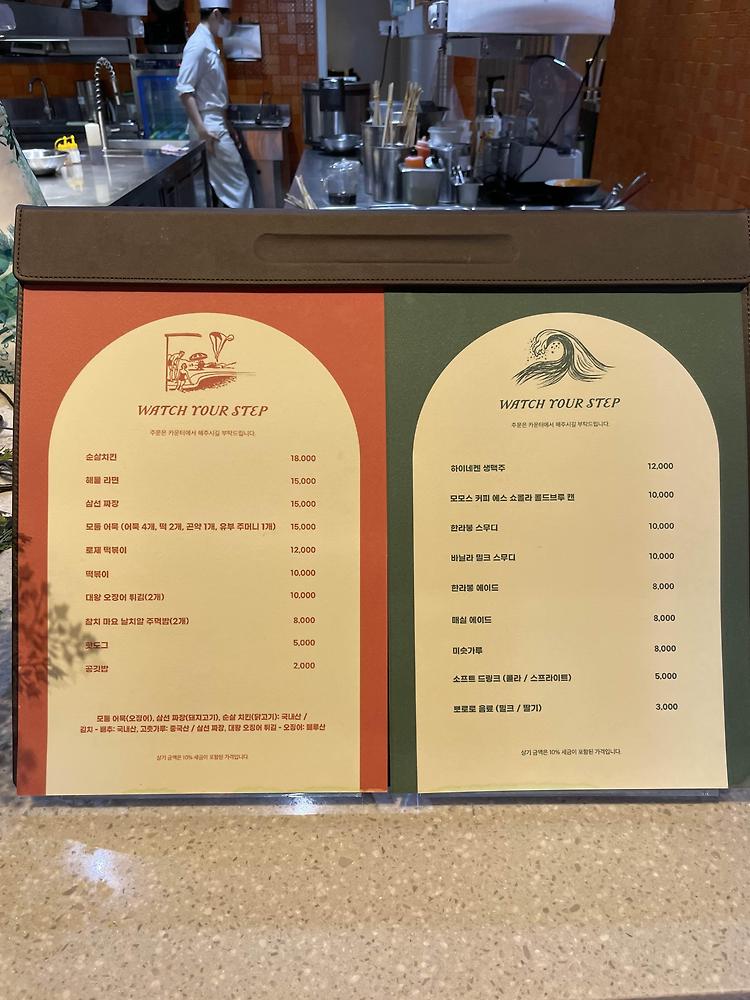 WATCH YOUR STEP
주문은 카운터에서 해주시길 부탁드립니다.
순살치킨 18.000
해물 라면 15,000
삼선 짜장 15,000
모둠 어묵 (어묵 4개, 떡 2개, 곤약 1개, 유부 주머니 1개) 15,000
로제 떡볶이 12,000
떡볶이 10,000
대왕 오징어 튀김(2개) 10,000
참치 마요 날치알 주먹밥(2개) 8,000
핫도그 5,000
공깃밥 2,000
모둠 어묵(오징어), 삼선 짜장(돼지고기), 순살 치킨(닭고기): 국내산 /
김치 - 배추: 국내산, 고춧가루: 중국산 / 삼선 짜장, 대왕 오징어 튀김 - 오징어: 페루산
상기 금액은 10% 세금이 포함된 가격입니다.
WATCH YOUR STEP
주문은 카운터에서 해주시길 부탁드립니다.
하이네켄 생맥주 12,000
모모스 커피 에스 쇼콜라 콜드브루 캔 10,000
한라봉 스무디 10,000
바닐라 밀크 스무디 10,000
한라봉 에이드 8,000
매실 에이드 8,000
미숫가루 8,000
소프트 드링크 (콜라 / 스프라이트) 5,000
뽀로로 음료 (밀크 / 딸기) 3,000
상기 금액은 10% 세금이 포함된 가격입니다.